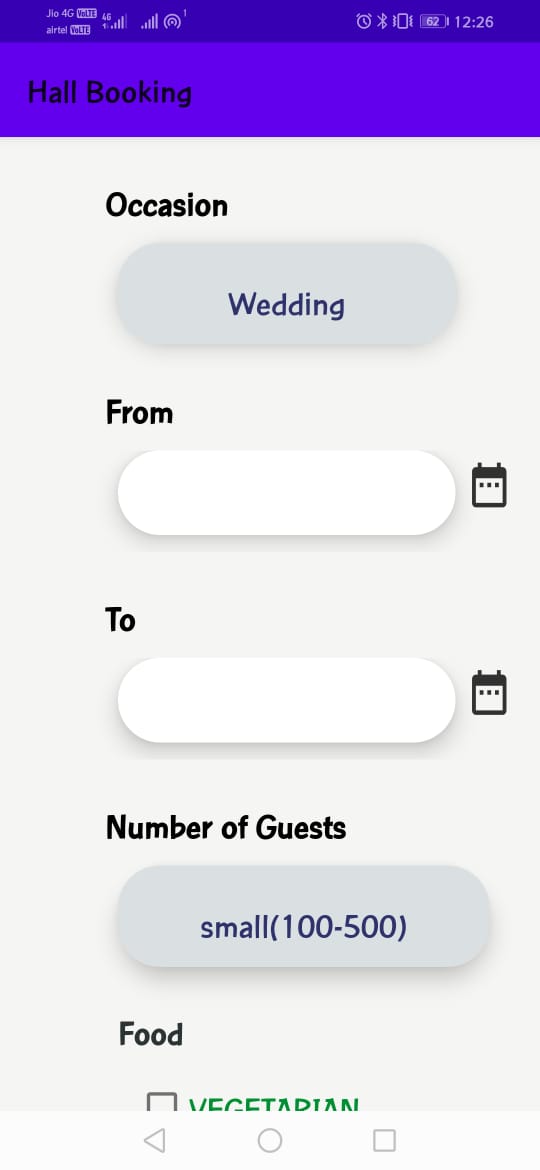 Jio 4G VoLTE 4G 1 62 12:26
airtel VoLTE
Hall Booking
Occasion
Wedding
From
To
Number of Guests
small(100-500)
Food
VEGETARIAN